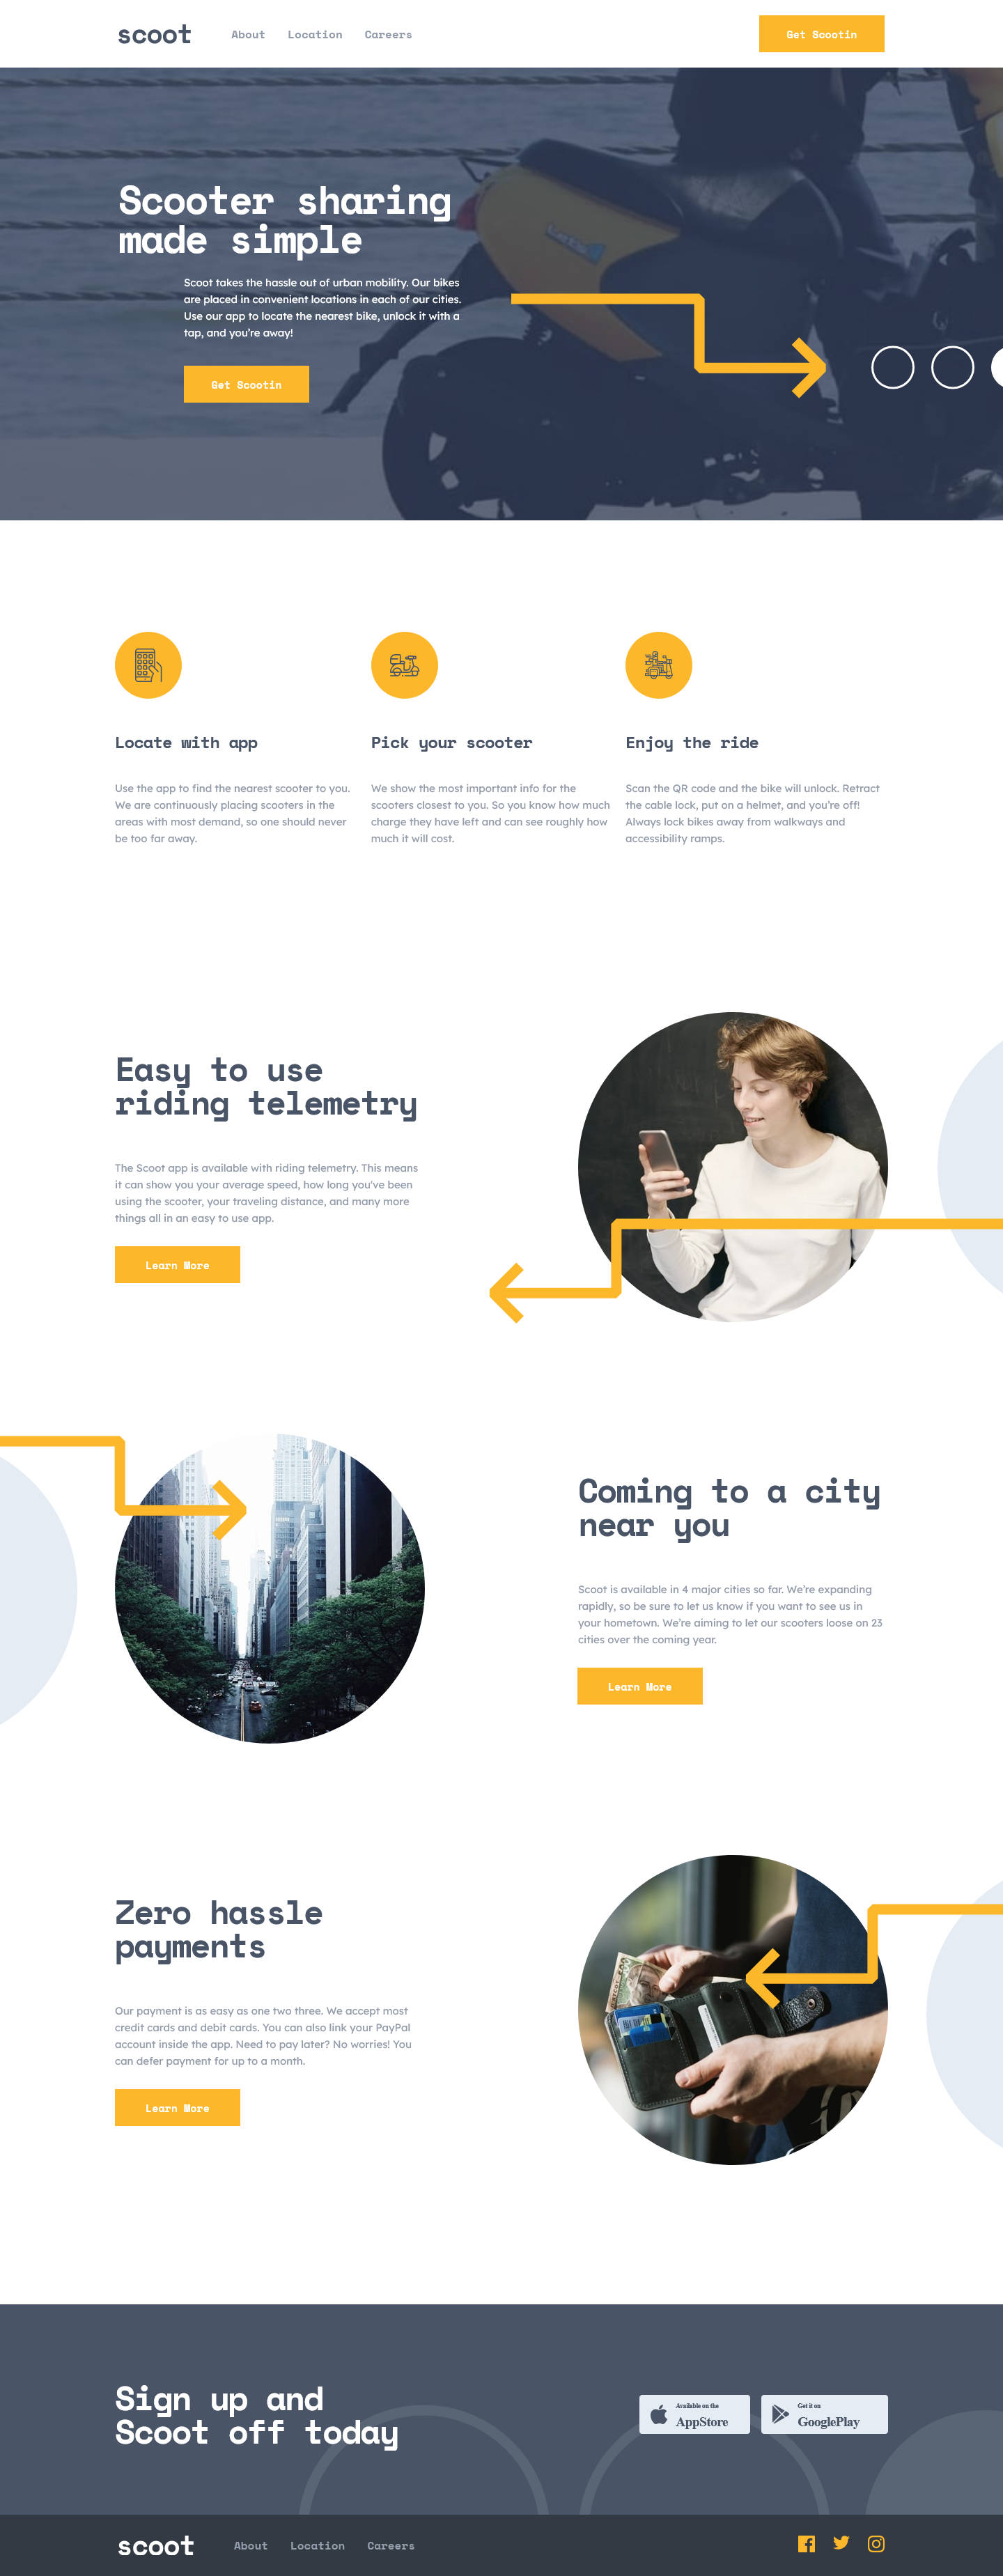 scoot About Location Careers Get Scootin
Scooter sharing
made simple
Scoot takes the hassle out of urban mobility. Our bikes
are placed in convenient locations in each of our cities.
Use our app to locate the nearest bike, unlock it with a
tap, and you're away!
Get Scootin
Locate with app
Use the app to find the nearest scooter to you.
We are continuously placing scooters in the
areas with most demand, so one should never
be too far away.
Pick your scooter
We show the most important info for the
scooters closest to you. So you know how much
charge they have left and can see roughly how
much it will cost.
Enjoy the ride
Scan the QR code and the bike will unlock. Retract
the cable lock, put on a helmet, and you're off!
Always lock bikes away from walkways and
accessibility ramps.
Easy to use
riding telemetry
The Scoot app is available with riding telemetry. This means
it can show you your average speed, how long you've been
using the scooter, your traveling distance, and many more
things all in an easy to use app.
Learn More
Coming to a city
near you
Scoot is available in 4 major cities so far. We're expanding
rapidly, so be sure to let us know if you want to see us in
your hometown. We're aiming to let our scooters loose on 23
cities over the coming year.
Learn More
Zero hassle
payments
Our payment is as easy as one two three. We accept most
credit cards and debit cards. You can also link your PayPal
account inside the app. Need to pay later? No worries! You
can defer payment for up to a month.
Learn More
Sign up and
Scoot off today
Available on the
AppStore
Get it on
GooglePlay
scoot About Location Careers